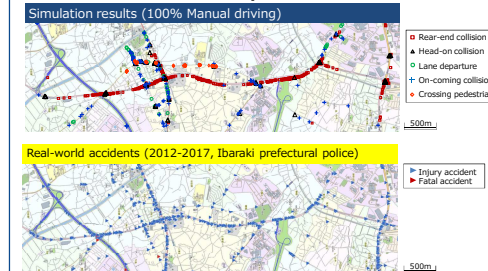 Simulation results (100% Manual driving)
Rear-end collision
Head-on collision
Lane departure
On-coming collisio
Crossing pedestria
500m
Real-world accidents (2012-2017, Ibaraki prefectural police)
Injury accident
Fatal accident
500m